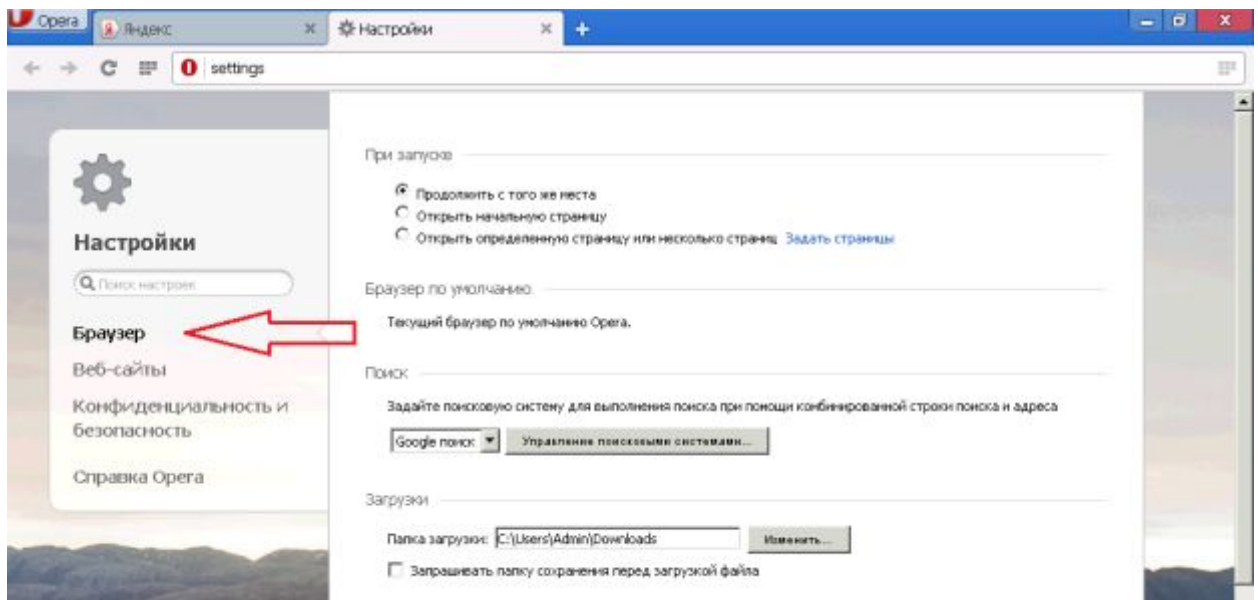 Opera
Яндекс
Настройки
settings
Настройки
Поиск настроек
Браузер
Веб-сайты
Конфиденциальность и
безопасность
Справка Opera
При запуске
Продолжить с того же места
Открыть начальную страницу
Открыть определенную страницу или несколько страниц Задать страницы
Браузер по умолчанию
Текущий браузер по умолчанию Opera.
Поиск
Задайте поисковую систему для выполнения поиска при помощи комбинированной строки поиска и адреса
Google поиск Управление поисковыми системами...
Загрузки
Папка загрузки: C:\Users\Admin\Downloads Изменить...
Запрашивать папку сохранения перед загрузкой файла